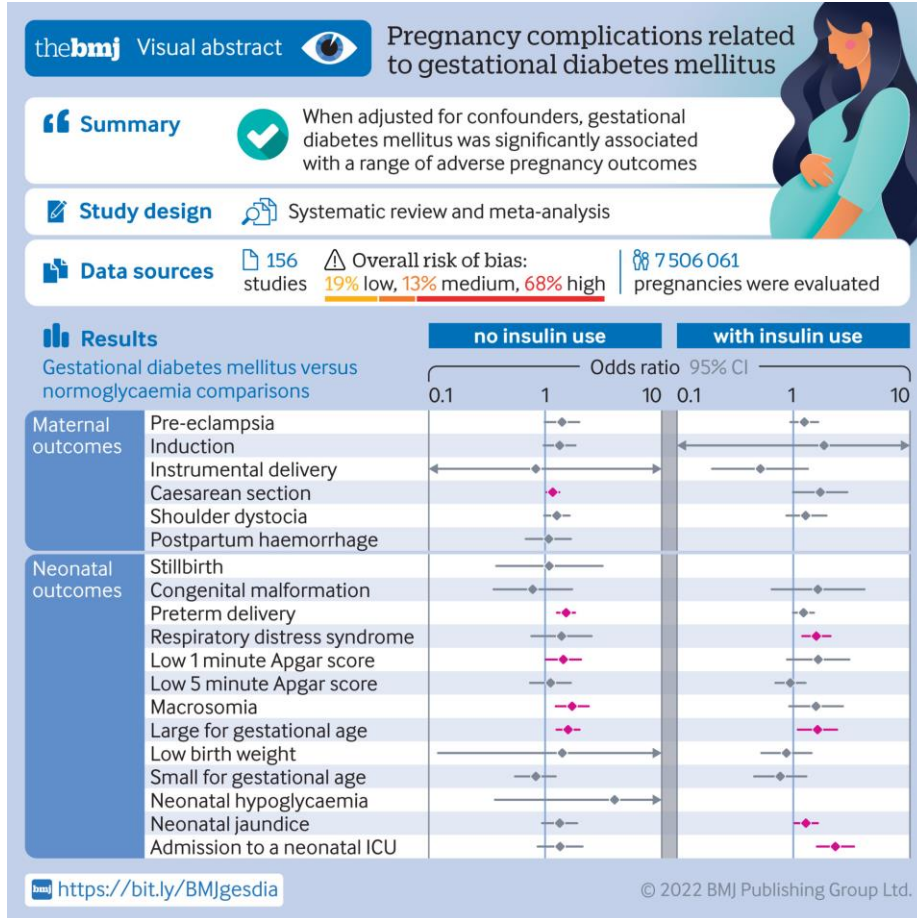 thebmj Visual abstract
Pregnancy complications related
to gestational diabetes mellitus
Summary
When adjusted for confounders, gestational
diabetes mellitus was significantly associated
with a range of adverse pregnancy outcomes
Study design
Systematic review and meta-analysis
Data sources
156
studies
Overall risk of bias:
19% low, 13% medium, 68% high
7 506 061
pregnancies were evaluated
Results
Gestational diabetes mellitus versus
normoglycaemia comparisons
no insulin use
with insulin use
Odds ratio 95% CI
0.1 1 10 0.1 1 10
Maternal
outcomes
Pre-eclampsia
Induction
Instrumental delivery
Caesarean section
Shoulder dystocia
Postpartum haemorrhage
Neonatal
outcomes
Stillbirth
Congenital malformation
Preterm delivery
Respiratory distress syndrome
Low 1 minute Apgar score
Low 5 minute Apgar score
Macrosomia
Large for gestational age
Low birth weight
Small for gestational age
Neonatal hypoglycaemia
Neonatal jaundice
Admission to a neonatal ICU
bmj https://bit.ly/BMJgesdia
© 2022 BMJ Publishing Group Ltd.